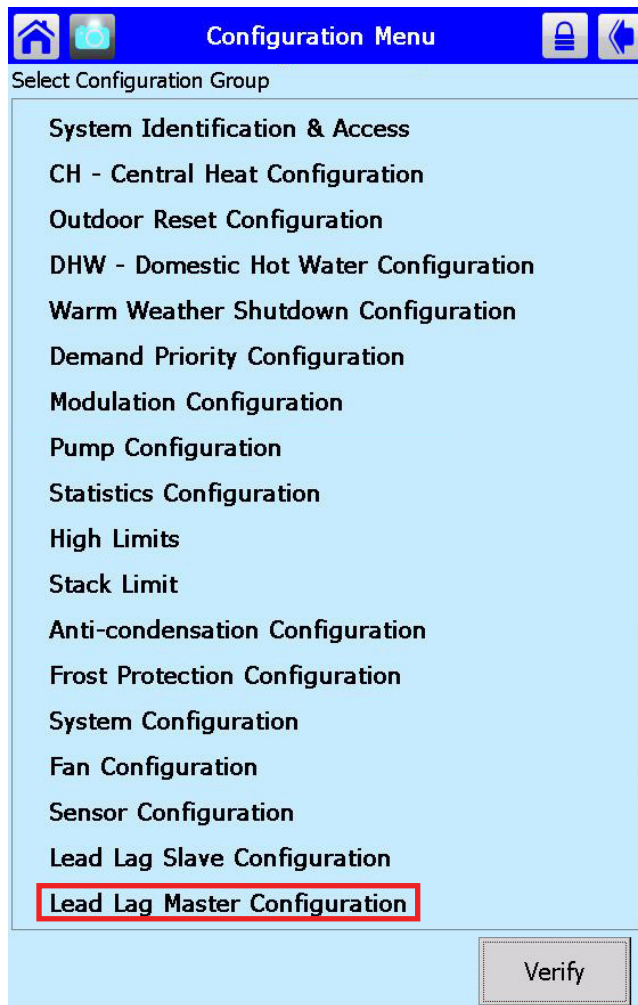 Configuration Menu
Select Configuration Group
System Identification & Access
CH - Central Heat Configuration
Outdoor Reset Configuration
DHW - Domestic Hot Water Configuration
Warm Weather Shutdown Configuration
Demand Priority Configuration
Modulation Configuration
Pump Configuration
Statistics Configuration
High Limits
Stack Limit
Anti-condensation Configuration
Frost Protection Configuration
System Configuration
Fan Configuration
Sensor Configuration
Lead Lag Slave Configuration
Lead Lag Master Configuration
Verify